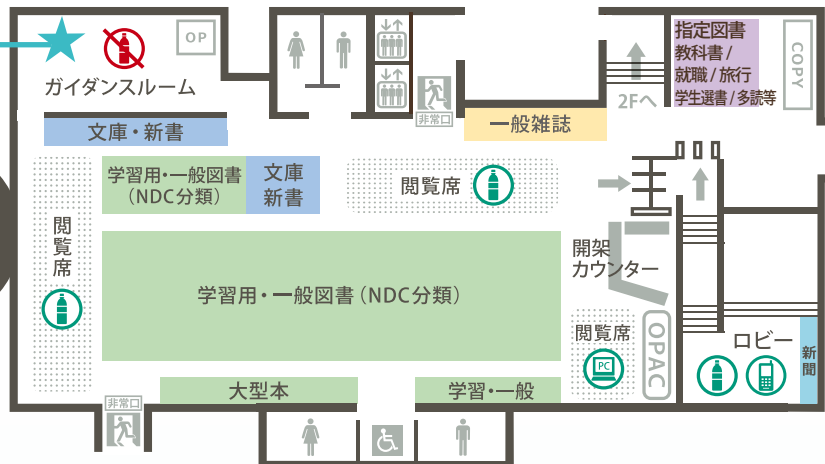 OP
ガイダンスルーム
非常口
2Fへ
指定図書
教科書 /
就職 / 旅行
学生選書 / 多読等
COPY
文庫・新書
一般雑誌
学習用・一般図書
(NDC分類)
文庫
新書
閲覧席
閲覧席
学習用・一般図書(NDC分類)
開架
カウンター
閲覧席
PC
OPAC
ロビー
新聞
大型本
学習・一般
非常口